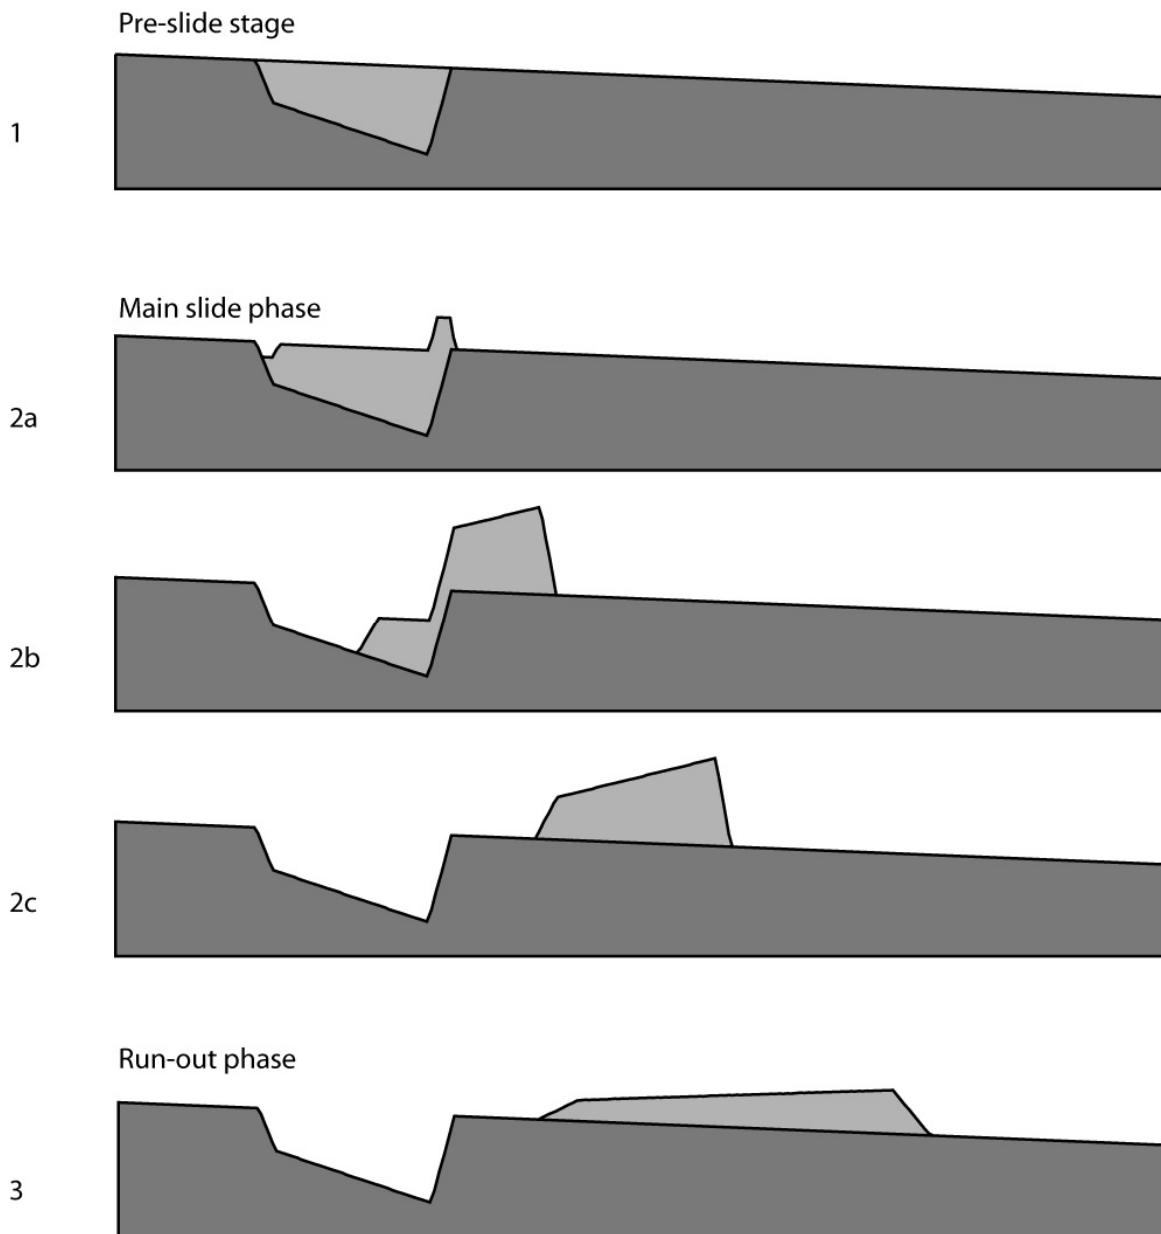 Pre-slide stage
1
Main slide phase
2a
2b
2c
Run-out phase
3